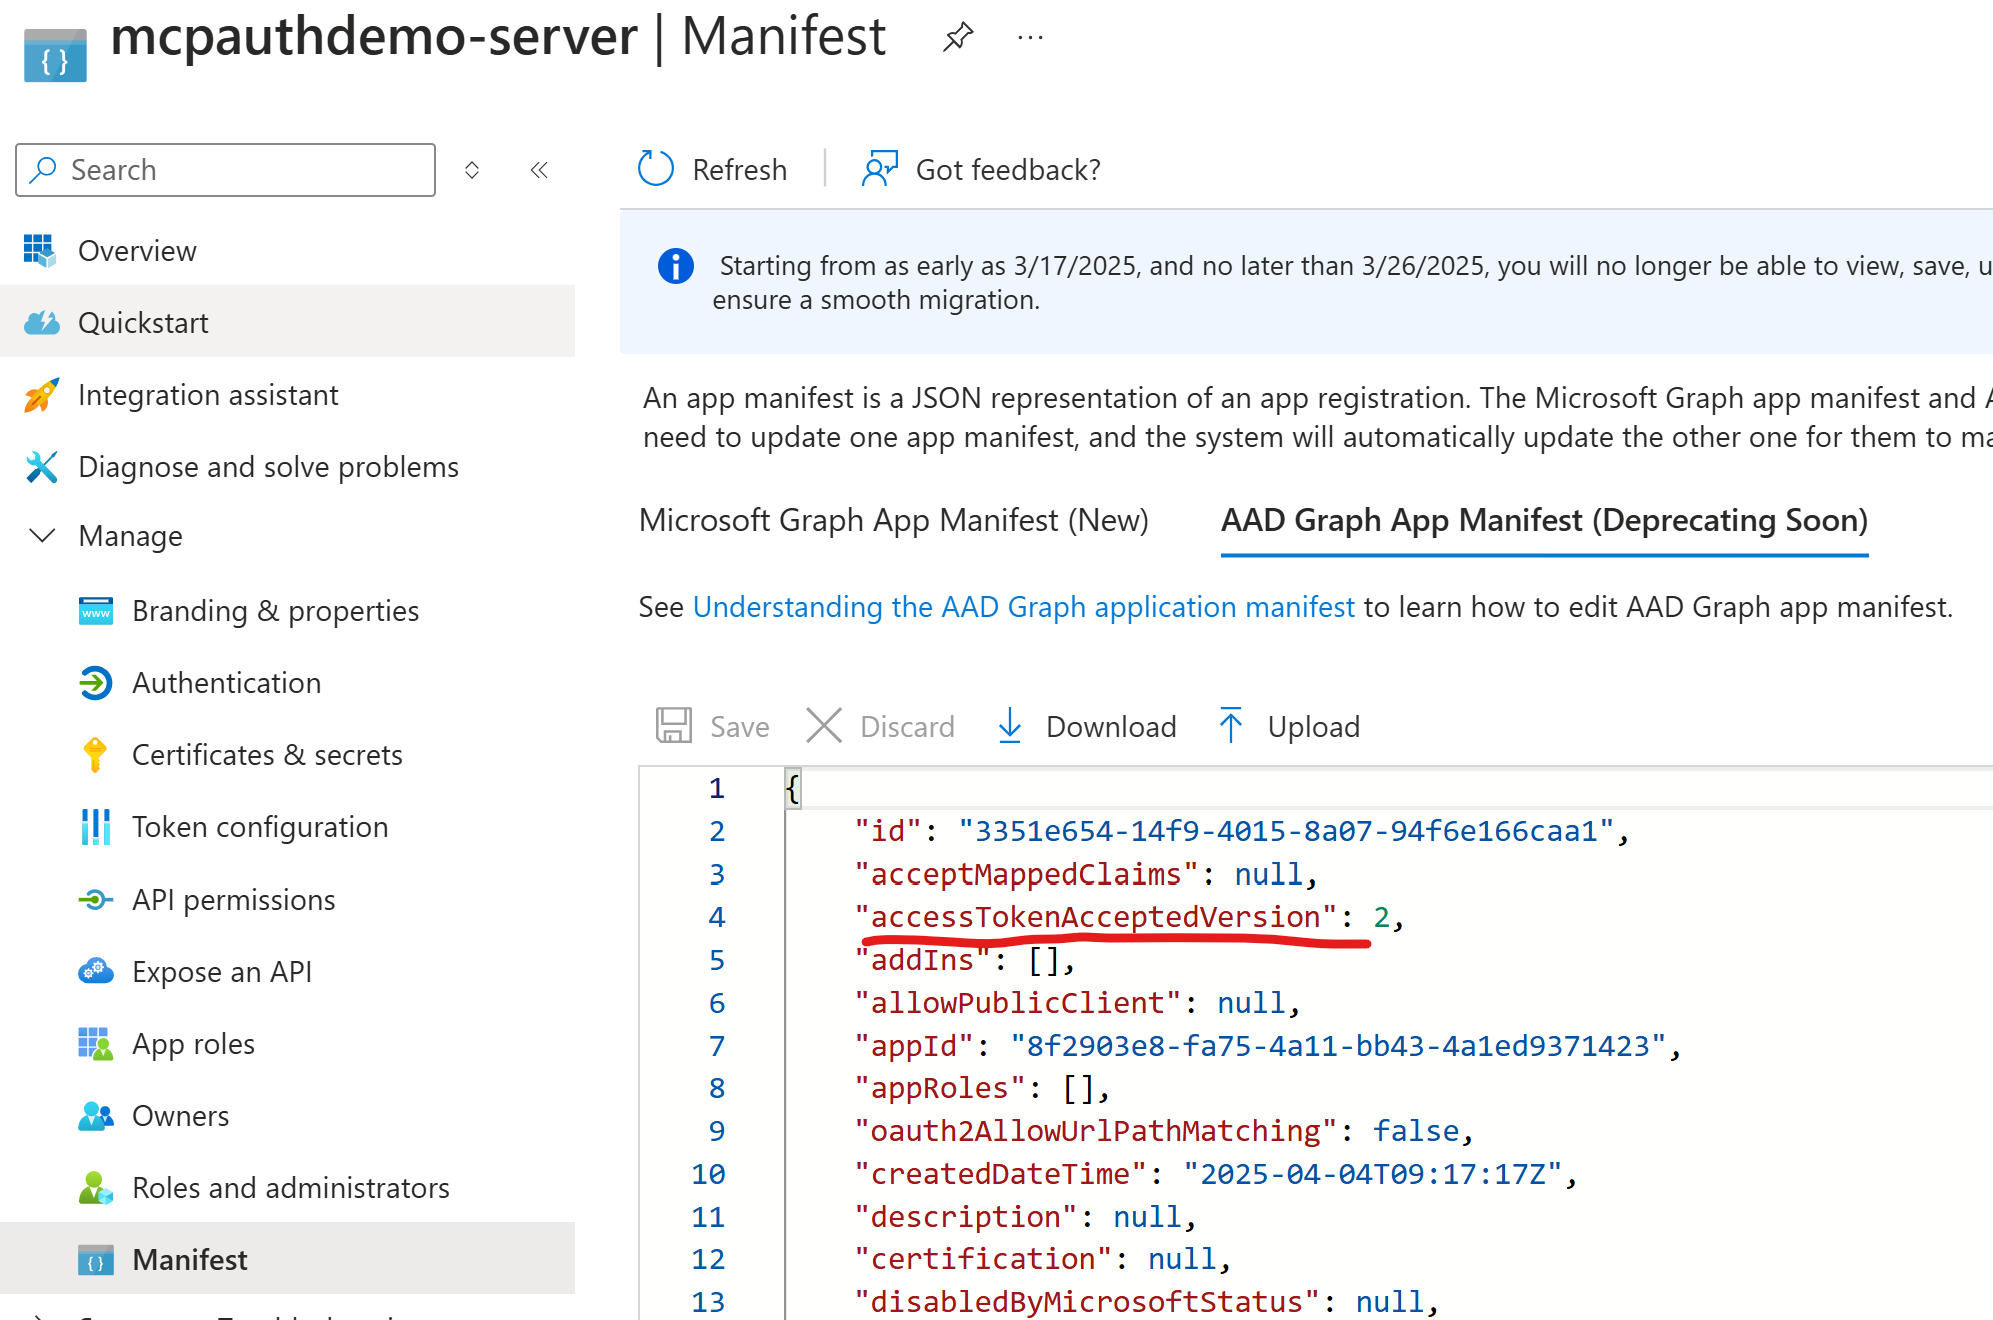 mcpauthdemo-server | Manifest
Search
Refresh
Got feedback?
Overview
Quickstart
Integration assistant
Diagnose and solve problems
Manage
Branding & properties
Authentication
Certificates & secrets
Token configuration
API permissions
Expose an API
App roles
Owners
Roles and administrators
Manifest
Starting from as early as 3/17/2025, and no later than 3/26/2025, you will no longer be able to view, save, u
ensure a smooth migration.
An app manifest is a JSON representation of an app registration. The Microsoft Graph app manifest and A
need to update one app manifest, and the system will automatically update the other one for them to ma
Microsoft Graph App Manifest (New)
AAD Graph App Manifest (Deprecating Soon)
See Understanding the AAD Graph application manifest to learn how to edit AAD Graph app manifest.
Save
Discard
Download
Upload
1 {
2 "id": "3351e654-14f9-4015-8a07-94f6e166caa1",
3 "acceptMappedClaims": null,
4 "accessTokenAcceptedVersion": 2,
5 "addIns": [],
6 "allowPublicClient": null,
7 "appId": "8f2903e8-fa75-4a11-bb43-4a1ed9371423",
8 "appRoles": [],
9 "oauth2AllowUrlPathMatching": false,
10 "createdDateTime": "2025-04-04T09:17:17Z",
11 "description": null,
12 "certification": null,
13 "disabledByMicrosoftStatus": null,